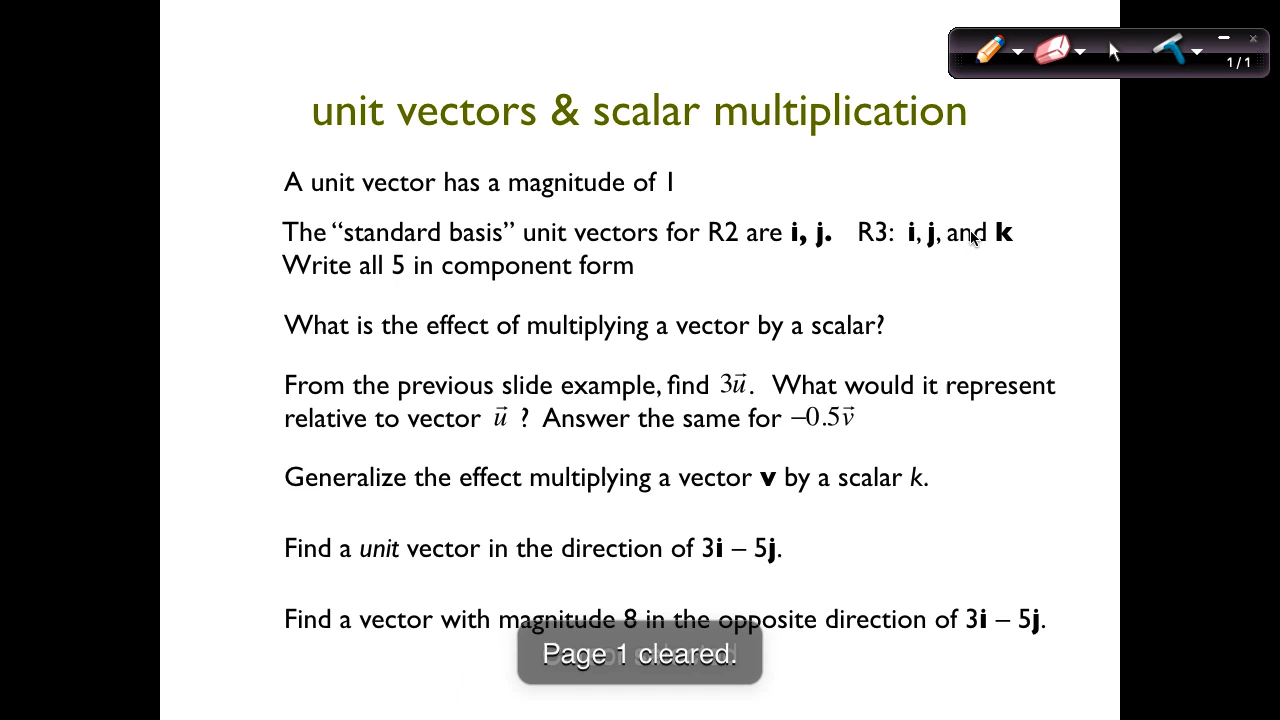 1/1
unit vectors & scalar multiplication
A unit vector has a magnitude of 1
The “standard basis” unit vectors for R2 are i, j. R3: i, j, and k
Write all 5 in component form
What is the effect of multiplying a vector by a scalar?
From the previous slide example, find 3u⃗. What would it represent
relative to vector u⃗ ? Answer the same for −0.5v⃗
Generalize the effect multiplying a vector v by a scalar k.
Find a unit vector in the direction of 3i – 5j.
Find a vector with magnitude 8 in the opposite direction of 3i – 5j.
Page 1 cleared.